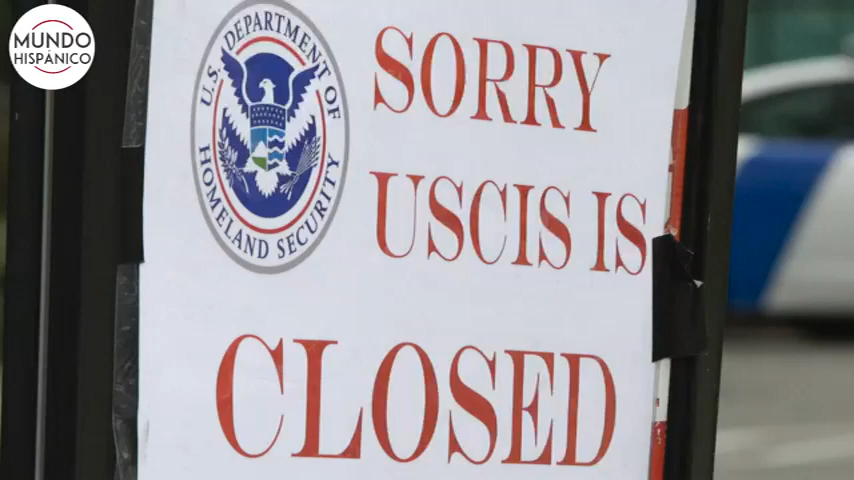 MUNDO
HISPÁNICO
U.S. DEPARTMENT OF
HOMELAND SECURITY
SORRY
USCIS IS
CLOSED